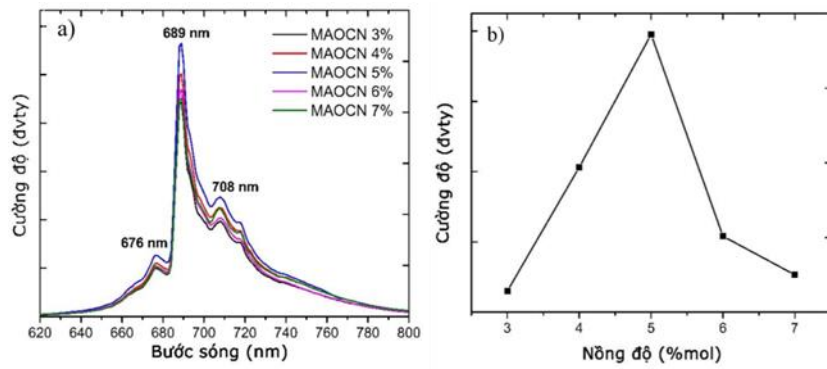 a)
689 nm
MAOCN 3%
MAOCN 4%
MAOCN 5%
MAOCN 6%
MAOCN 7%
708 nm
676 nm
Cường độ (đvty)
620 640 660 680 700 720 740 760 780 800
Bước sóng (nm)
b)
Cường độ (đvty)
3 4 5 6 7
Nồng độ (%mol)